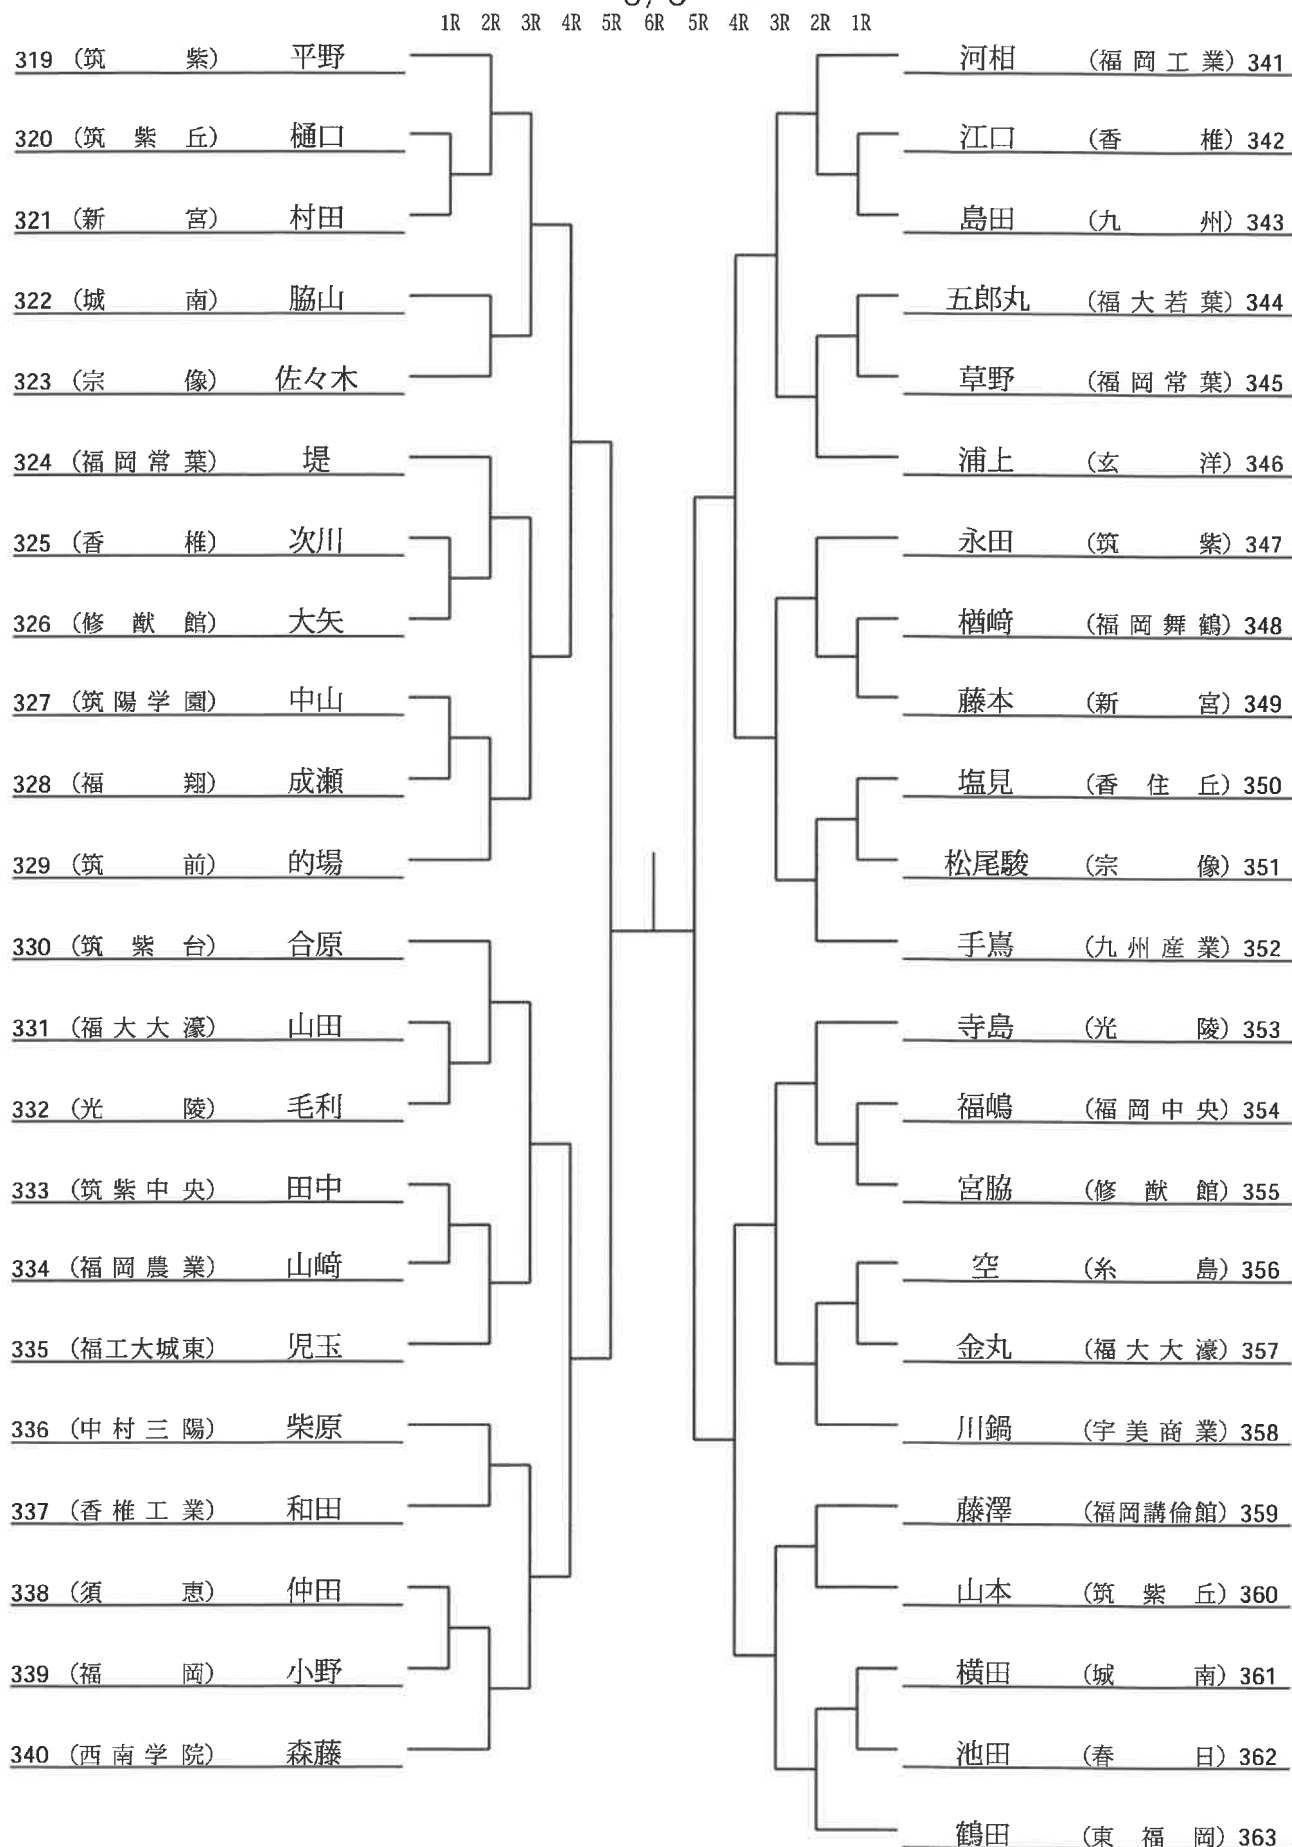 1R 2R 3R 4R 5R 6R 5R 4R 3R 2R 1R
319 (筑紫) 平野
320 (筑紫丘) 樋口
321 (新宮) 村田
322 (城南) 脇山
323 (宗像) 佐々木
324 (福岡常葉) 堤
325 (香椎) 次川
326 (修猷館) 大矢
327 (筑陽学園) 中山
328 (福翔) 成瀬
329 (筑前) 的場
330 (筑紫台) 合原
331 (福大大濠) 山田
332 (光陵) 毛利
333 (筑紫中央) 田中
334 (福岡農業) 山﨑
335 (福工大城東) 児玉
336 (中村三陽) 柴原
337 (香椎工業) 和田
338 (須恵) 仲田
339 (福岡) 小野
340 (西南学院) 森藤
河相 (福岡工業) 341
江口 (香椎) 342
島田 (九州) 343
五郎丸 (福大若葉) 344
草野 (福岡常葉) 345
浦上 (玄洋) 346
永田 (筑紫) 347
楢﨑 (福岡舞鶴) 348
藤本 (新宮) 349
塩見 (香住丘) 350
松尾駿 (宗像) 351
手嶌 (九州産業) 352
寺島 (光陵) 353
福嶋 (福岡中央) 354
宮脇 (修猷館) 355
空 (糸島) 356
金丸 (福大大濠) 357
川鍋 (宇美商業) 358
藤澤 (福岡講倫館) 359
山本 (筑紫丘) 360
横田 (城南) 361
池田 (春日) 362
鶴田 (東福岡) 363